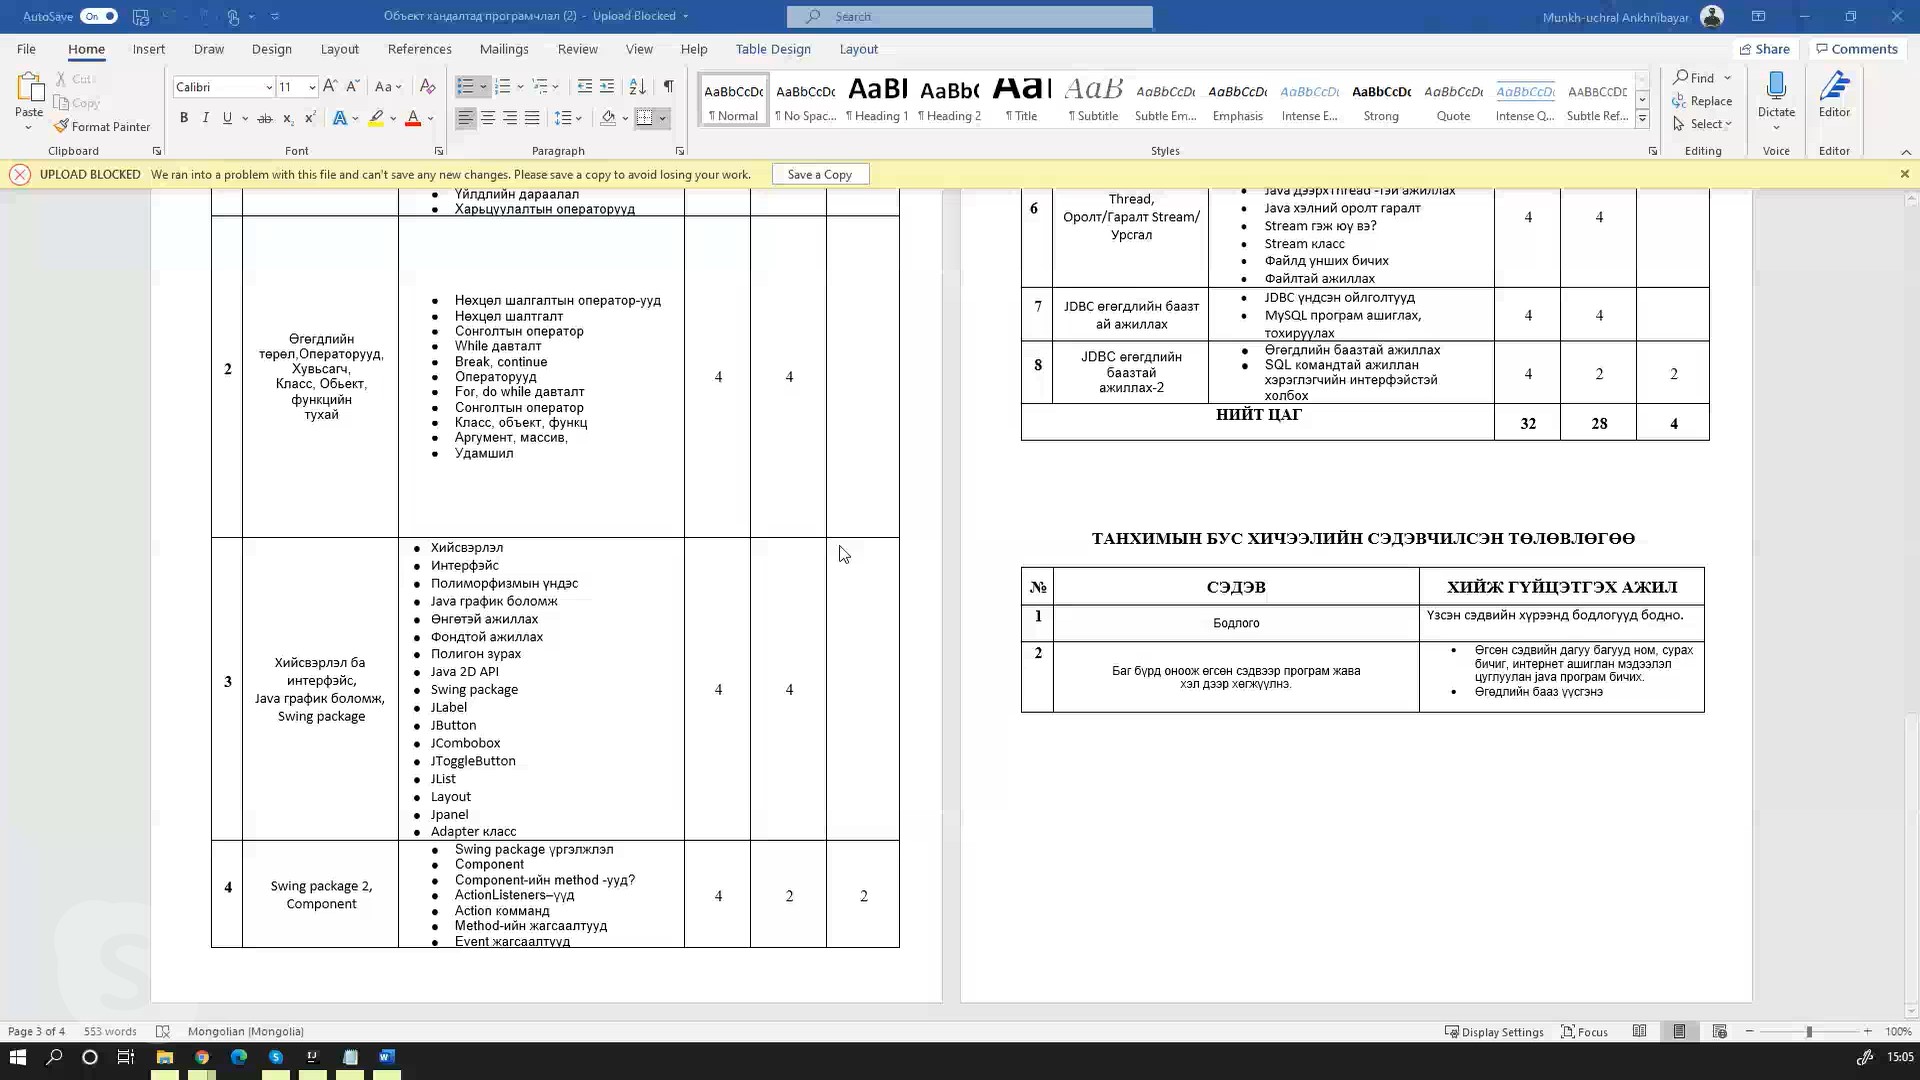 AutoSave On Объект хандалтад програмчлал (2) - Upload Blocked Search Munkh-uchral Ankhnībayar
File Home Insert Draw Design Layout References Mailings Review View Help Table Design Layout Share Comments
Paste
Cut
Copy
Format Painter
Clipboard
Calibri 11
Font
Paragraph
AaBbCcDc ¶ Normal
AaBbCcDc ¶ No Spac...
AaBl ¶ Heading 1
AaBb( ¶ Heading 2
Aal ¶ Title
AaB ¶ Subtitle
AaBbCcD Subtle Em...
AaBbCcDc Emphasis
AaBbCcD Intense E...
AaBbCcDc Strong
AaBbCcDc Quote
AaBbCcD Intense Q...
AaBbCcDc Subtle Ref...
Styles
Find
Replace
Select
Editing
Dictate
Voice
Editor
Editor
UPLOAD BLOCKED We ran into a problem with this file and can't save any new changes. Please save a copy to avoid losing your work. Save a Copy
Үйлдлийн дараалал
Харьцуулалтын операторууд
2
Өгөгдлийн
төрөл,Операторууд,
Хувьсагч,
Класс, Обьект,
функцийн
тухай
Нөхцөл шалгалтын оператор-ууд
Нөхцөл шалтгалт
Сонголтын оператор
While давталт
Break, continue
Операторууд
For, do while давталт
Сонголтын оператор
Класс, объект, функц
Аргумент, массив,
Удамшил
4 4
3
Хийсвэрлэл ба
интерфэйс,
Java график боломж,
Swing package
Хийсвэрлэл
Интерфэйс
Полиморфизмын үндэс
Java график боломж
Өнгөтэй ажиллах
Фондтой ажиллах
Полигон зурах
Java 2D API
Swing package
JLabel
JButton
JCombobox
JToggleButton
JList
Layout
Jpanel
Adapter класс
4 4
4
Swing package 2,
Component
Swing package үргэлжлэл
Component
Component-ийн method -ууд?
ActionListeners–үүд
Action комманд
Method-ийн жагсаалтууд
Event жагсаалтууд
4 2 2
6
Thread,
Оролт/Гаралт Stream/
Урсгал
Java дээрхThread -тэй ажиллах
Java хэлний оролт гаралт
Stream гэж юу вэ?
Stream класс
Файлд унших бичих
Файлтай ажиллах
4 4
7
JDBC өгөгдлийн баазт
ай ажиллах
JDBC үндсэн ойлголтууд
MySQL програм ашиглах,
тохируулах
4 4
8
JDBC өгөгдлийн
баазтай
ажиллах-2
Өгөгдлийн баазтай ажиллах
SQL командтай ажиллан
хэрэглэгчийн интерфэйстэй
холбох
4 2 2
НИЙТ ЦАГ 32 28 4
ТАНХИМЫН БУС ХИЧЭЭЛИЙН СЭДЭВЧИЛСЭН ТӨЛӨВЛӨГӨӨ
№ СЭДЭВ ХИЙЖ ГҮЙЦЭТГЭХ АЖИЛ
1 Бодлого Үзсэн сэдвийн хүрээнд бодлогууд бодно.
2
Баг бүрд оноож өгсөн сэдвээр програм жава
хэл дээр хөгжүүлнэ.
Өгсөн сэдвийн дагуу багууд ном, сурах
бичиг, интернет ашиглан мэдээлэл
цуглуулан java програм бичих.
Өгөдлийн бааз үүсгэнэ
Page 3 of 4 553 words Mongolian (Mongolia) Display Settings Focus 100%
15:05